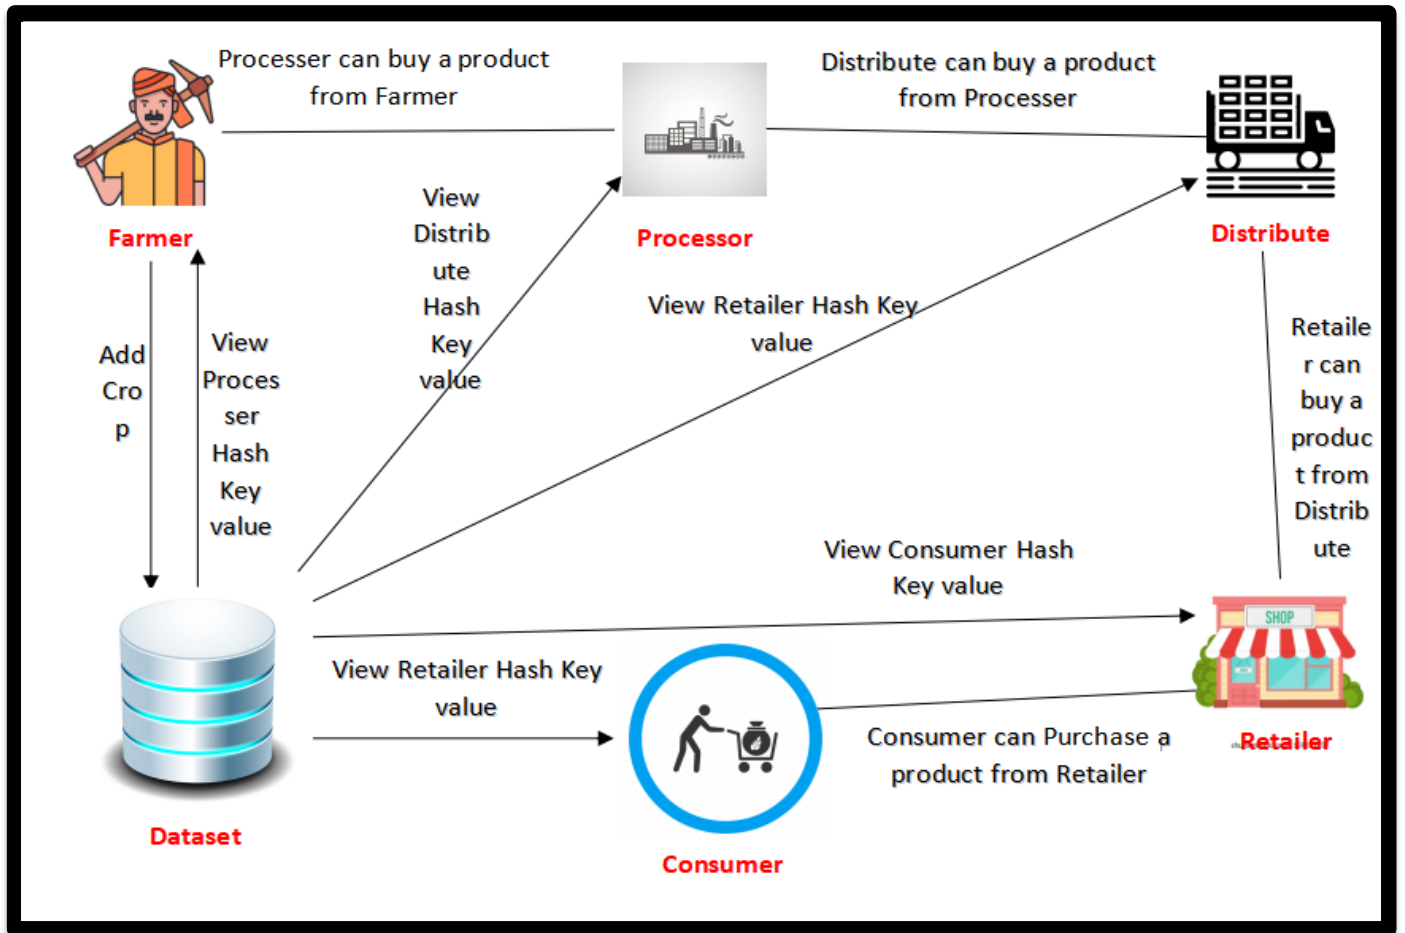 Processer can buy a product
from Farmer
Distribute can buy a product
from Processer
Farmer
Processor
Distribute
View
Distrib
ute
Hash
Key
value
View Retailer Hash Key
value
Add
Cro
p
View
Proces
ser
Hash
Key
value
Retaile
r can
buy a
produc
t from
Distrib
ute
View Consumer Hash
Key value
SHOP
View Retailer Hash Key
value
Consumer can Purchase a
product from Retailer
Retailer
Dataset
Consumer